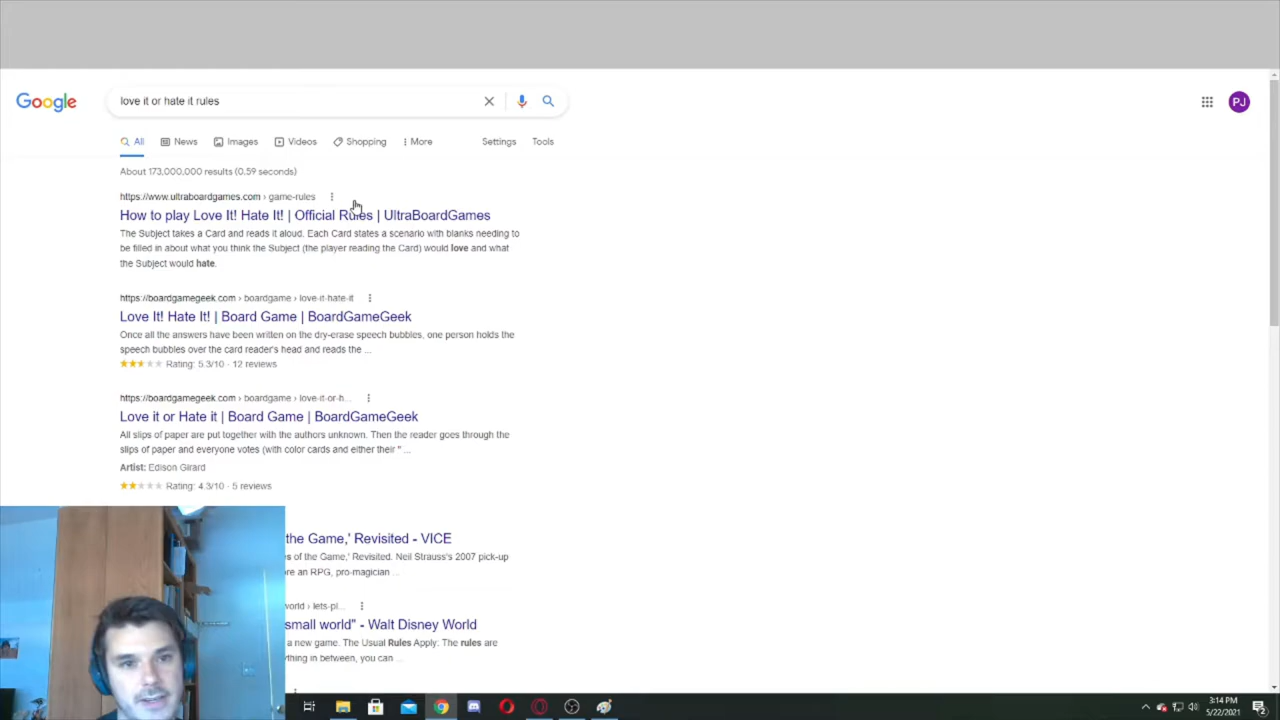 Google
love it or hate it rules
PJ
All News Images Videos Shopping More Settings Tools
About 173,000,000 results (0.59 seconds)
https://www.ultraboardgames.com › game-rules
How to play Love It! Hate It! | Official Rules | UltraBoardGames
The Subject takes a Card and reads it aloud. Each Card states a scenario with blanks needing to
be filled in about what you think the Subject (the player reading the Card) would love and what
the Subject would hate.
https://boardgamegeek.com › boardgame › love-it-hate-it
Love It! Hate It! | Board Game | BoardGameGeek
Once all the answers have been written on the dry-erase speech bubbles, one person holds the
speech bubbles over the card reader's head and reads the ...
Rating: 5.3/10 · 12 reviews
https://boardgamegeek.com › boardgame › love-it-or-h...
Love it or Hate it | Board Game | BoardGameGeek
All slips of paper are put together with the authors unknown. Then the reader goes through the
slips of paper and everyone votes (with color cards and either their " ...
Artist: Edison Girard
Rating: 4.3/10 · 5 reviews
the Game,' Revisited - VICE
es of the Game,' Revisited. Neil Strauss's 2007 pick-up
ore an RPG, pro-magician ...
world › lets-pl...
small world" - Walt Disney World
a new game. The Usual Rules Apply: The rules are
ything in between, you can ...
3:14 PM
5/22/2021
2